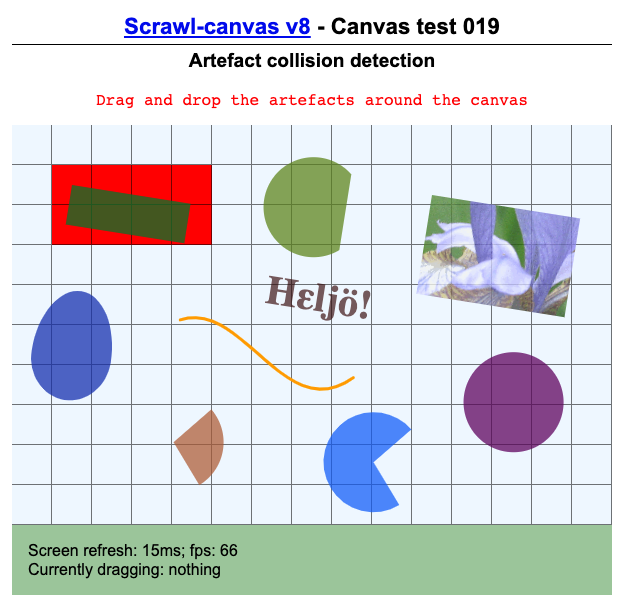 Scrawl-canvas v8 - Canvas test 019
Artefact collision detection
Drag and drop the artefacts around the canvas
Hεljö!
Screen refresh: 15ms; fps: 66
Currently dragging: nothing